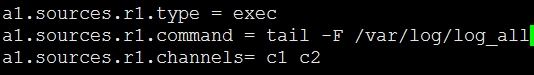 a1.sources.r1.type = exec
a1.sources.r1.command = tail -F /var/log/log_all
a1.sources.r1.channels= c1 c2